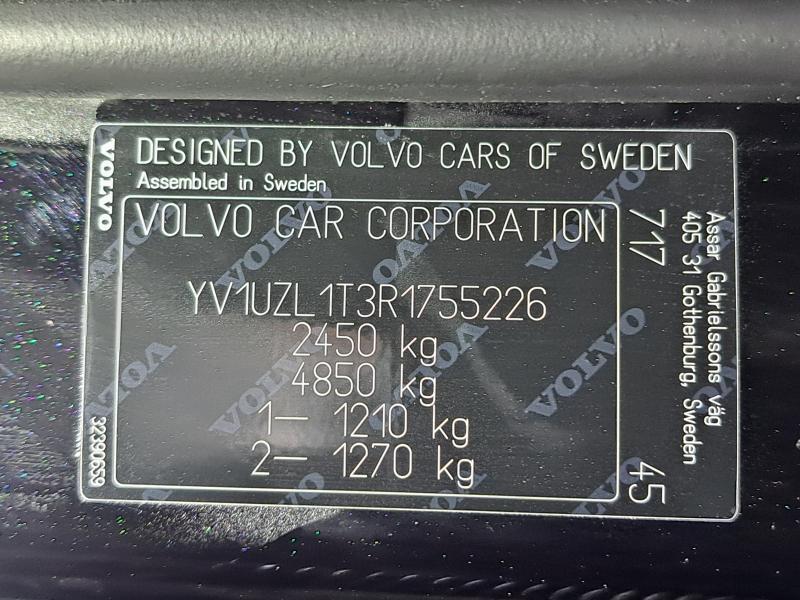 VOLVO
DESIGNED BY VOLVO CARS OF SWEDEN
Assembled in Sweden
VOLVO CAR CORPORATION
YV1UZL1T3R1755226
2450 kg
4850 kg
1– 1210 kg
2– 1270 kg
717
45
Assar Gabrielssons väg
405 31 Gothenburg, Sweden
32390659